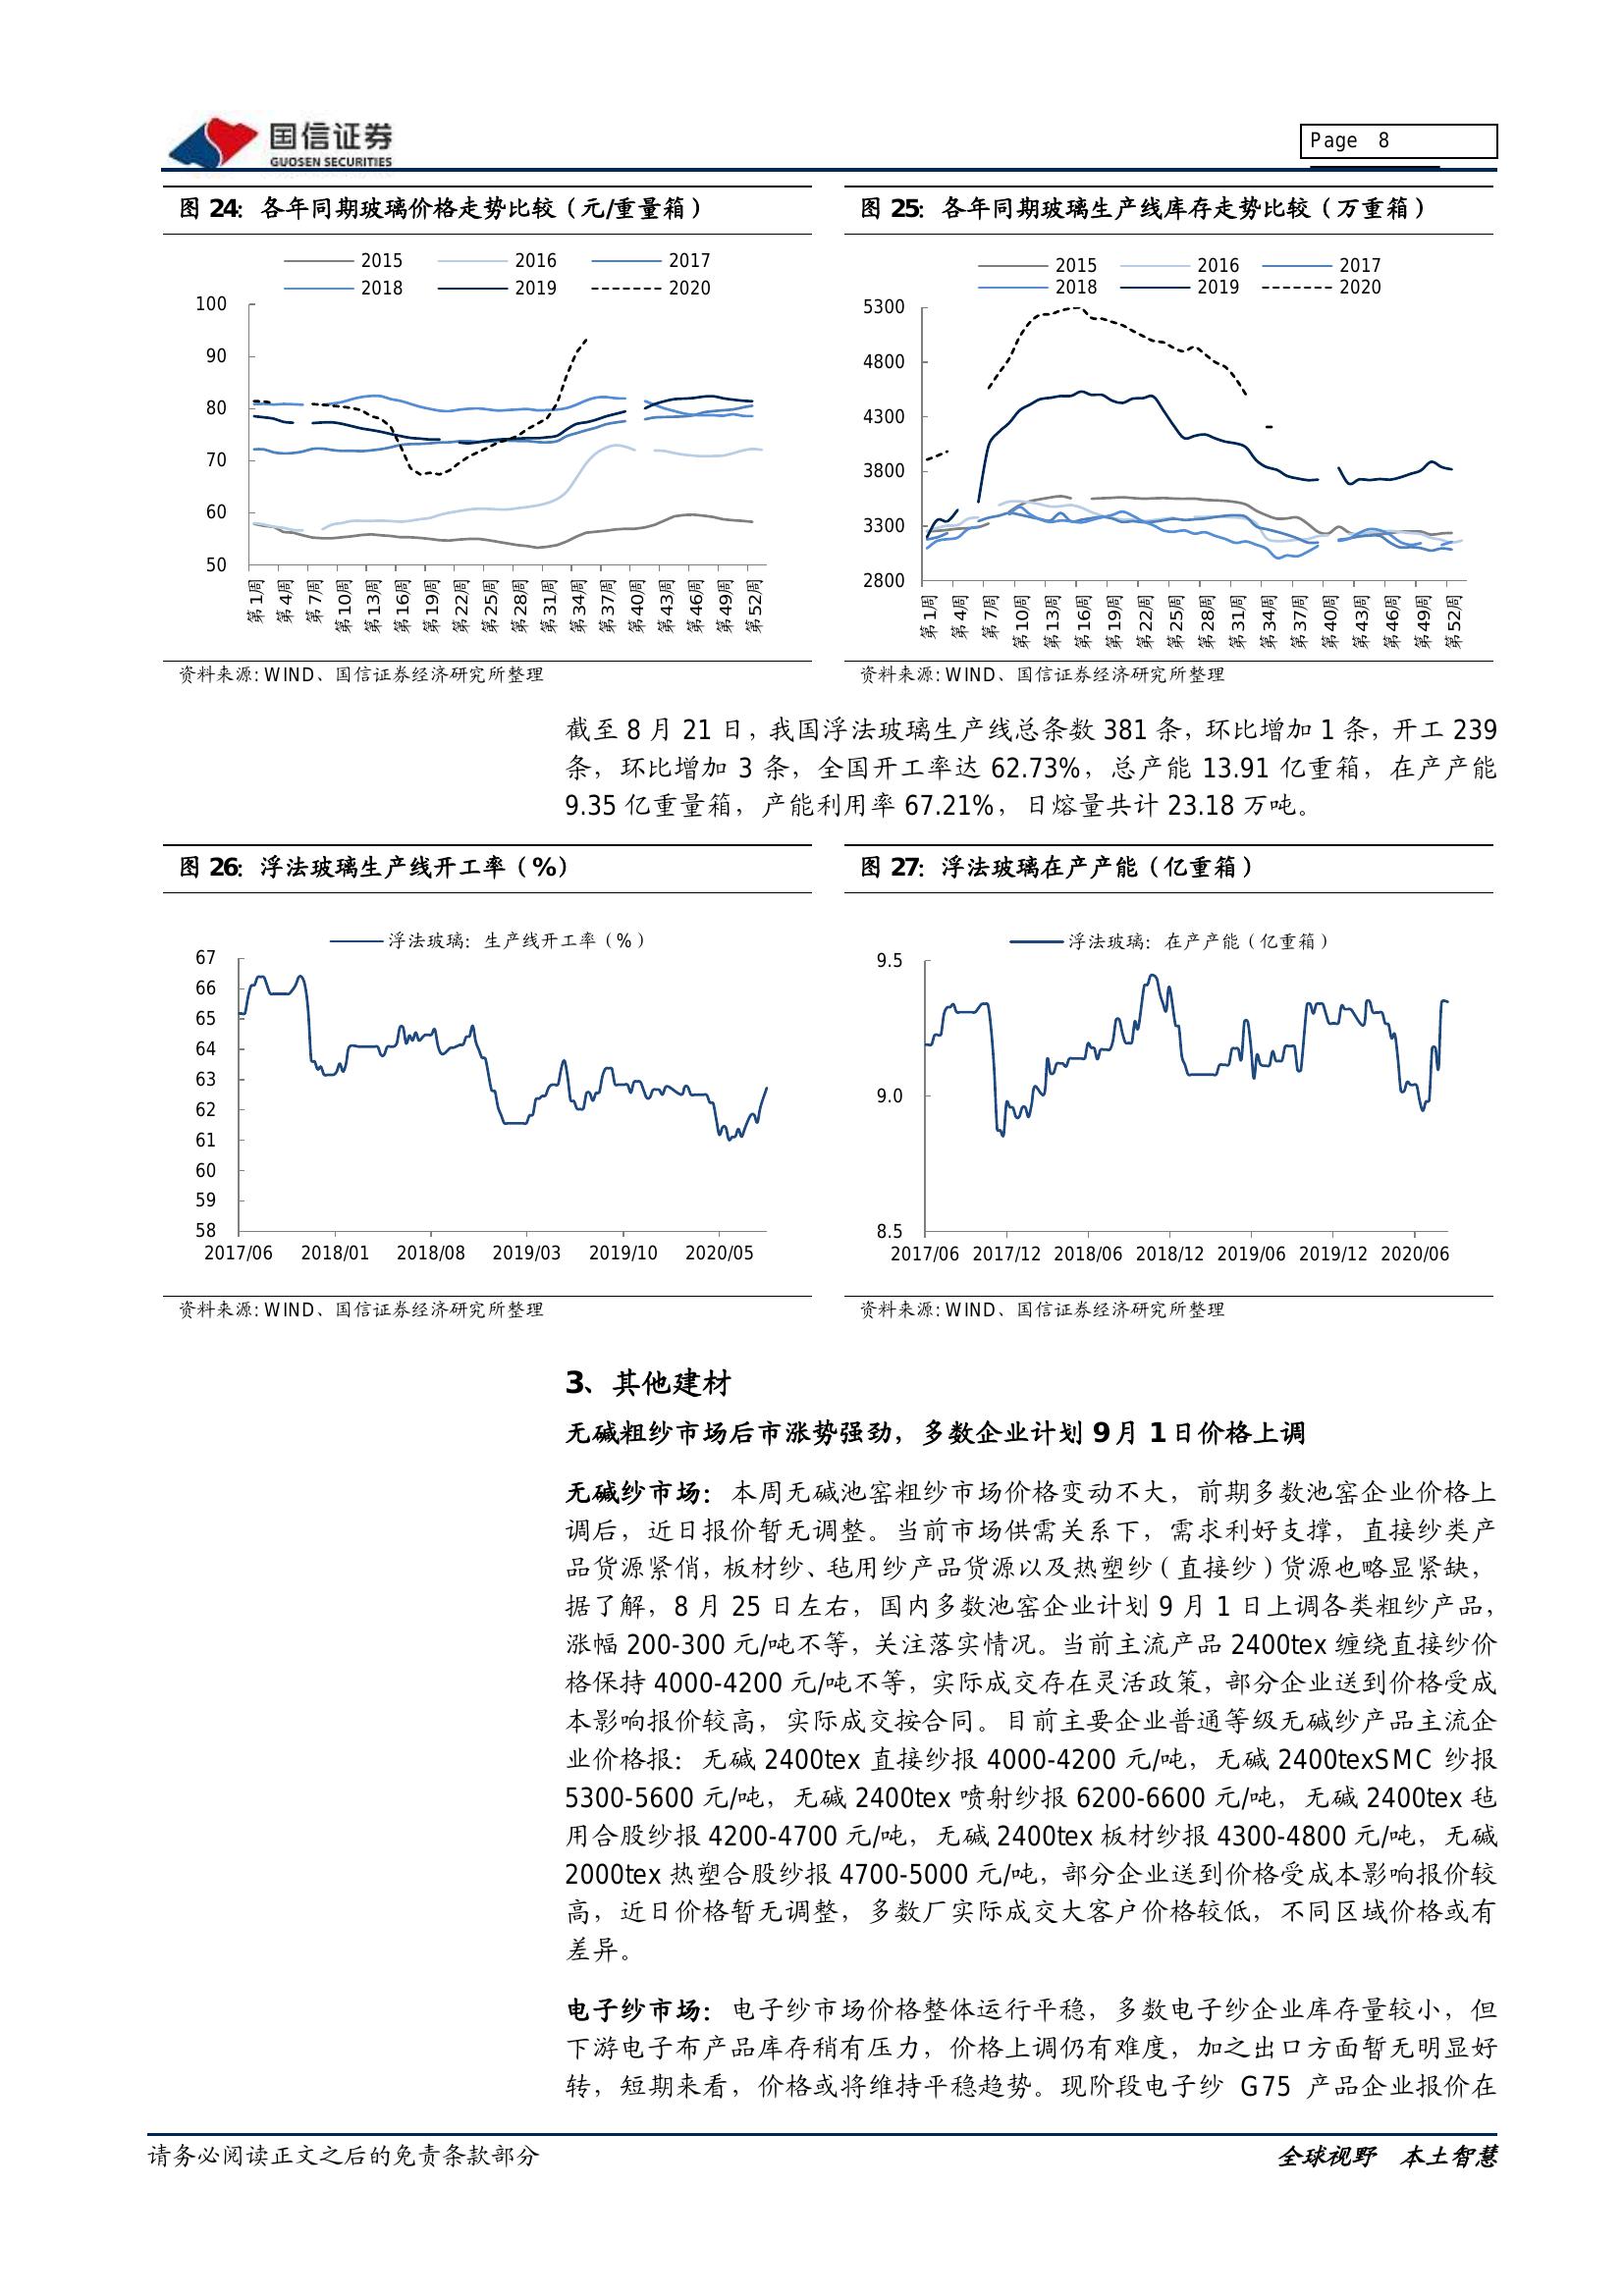 国信证券
GUOSEN SECURITIES
Page 8
图 24：各年同期玻璃价格走势比较（元/重量箱）
2015 2016 2017
2018 2019 2020
100
90
80
70
60
50
第1周 第4周 第7周 第10周 第13周 第16周 第19周 第22周 第25周 第28周 第31周 第34周 第37周 第40周 第43周 第46周 第49周 第52周
资料来源: WIND、国信证券经济研究所整理
图 25：各年同期玻璃生产线库存走势比较（万重箱）
2015 2016 2017
2018 2019 2020
5300
4800
4300
3800
3300
2800
第1周 第4周 第7周 第10周 第13周 第16周 第19周 第22周 第25周 第28周 第31周 第34周 第37周 第40周 第43周 第46周 第49周 第52周
资料来源: WIND、国信证券经济研究所整理
截至 8 月 21 日，我国浮法玻璃生产线总条数 381 条，环比增加 1 条，开工 239
条，环比增加 3 条，全国开工率达 62.73%，总产能 13.91 亿重箱，在产产能
9.35 亿重量箱，产能利用率 67.21%，日熔量共计 23.18 万吨。
图 26：浮法玻璃生产线开工率（%）
浮法玻璃：生产线开工率（%）
67
66
65
64
63
62
61
60
59
58
2017/06 2018/01 2018/08 2019/03 2019/10 2020/05
资料来源: WIND、国信证券经济研究所整理
图 27：浮法玻璃在产产能（亿重箱）
浮法玻璃：在产产能（亿重箱）
9.5
9.0
8.5
2017/06 2017/12 2018/06 2018/12 2019/06 2019/12 2020/06
资料来源: WIND、国信证券经济研究所整理
3、其他建材
无碱粗纱市场后市涨势强劲，多数企业计划 9 月 1 日价格上调
无碱纱市场：本周无碱池窑粗纱市场价格变动不大，前期多数池窑企业价格上
调后，近日报价暂无调整。当前市场供需关系下，需求利好支撑，直接纱类产
品货源紧俏，板材纱、毡用纱产品货源以及热塑纱（直接纱）货源也略显紧缺，
据了解，8 月 25 日左右，国内多数池窑企业计划 9 月 1 日上调各类粗纱产品，
涨幅 200-300 元/吨不等，关注落实情况。当前主流产品 2400tex 缠绕直接纱价
格保持 4000-4200 元/吨不等，实际成交存在灵活政策，部分企业送到价格受成
本影响报价较高，实际成交按合同。目前主要企业普通等级无碱纱产品主流企
业价格报：无碱 2400tex 直接纱报 4000-4200 元/吨，无碱 2400texSMC 纱报
5300-5600 元/吨，无碱 2400tex 喷射纱报 6200-6600 元/吨，无碱 2400tex 毡
用合股纱报 4200-4700 元/吨，无碱 2400tex 板材纱报 4300-4800 元/吨，无碱
2000tex 热塑合股纱报 4700-5000 元/吨，部分企业送到价格受成本影响报价较
高，近日价格暂无调整，多数厂实际成交大客户价格较低，不同区域价格或有
差异。
电子纱市场：电子纱市场价格整体运行平稳，多数电子纱企业库存量较小，但
下游电子布产品库存稍有压力，价格上调仍有难度，加之出口方面暂无明显好
转，短期来看，价格或将维持平稳趋势。现阶段电子纱 G75 产品企业报价在
请务必阅读正文之后的免责条款部分
全球视野 本土智慧